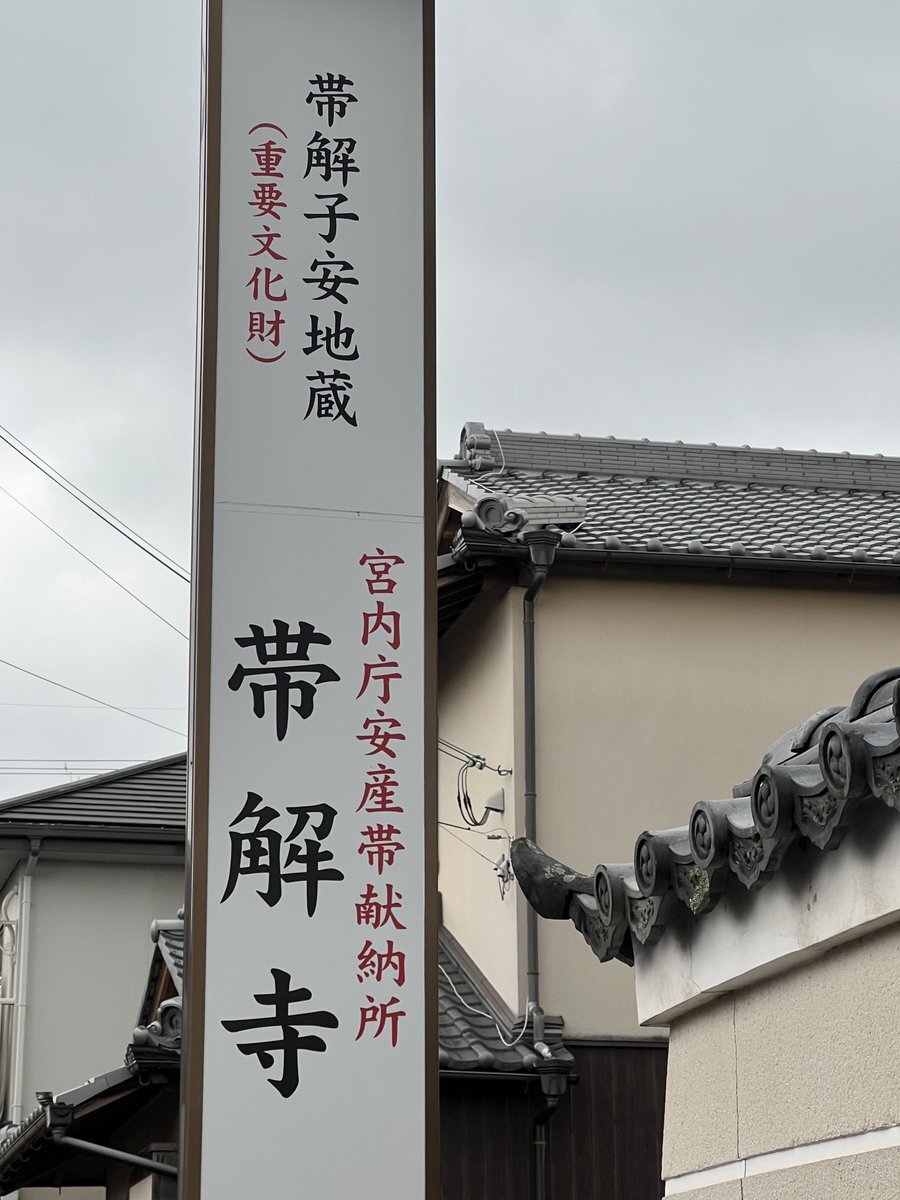 帯解子安地蔵
(重要文化財)
宮内庁安産帯献納所
帯解寺